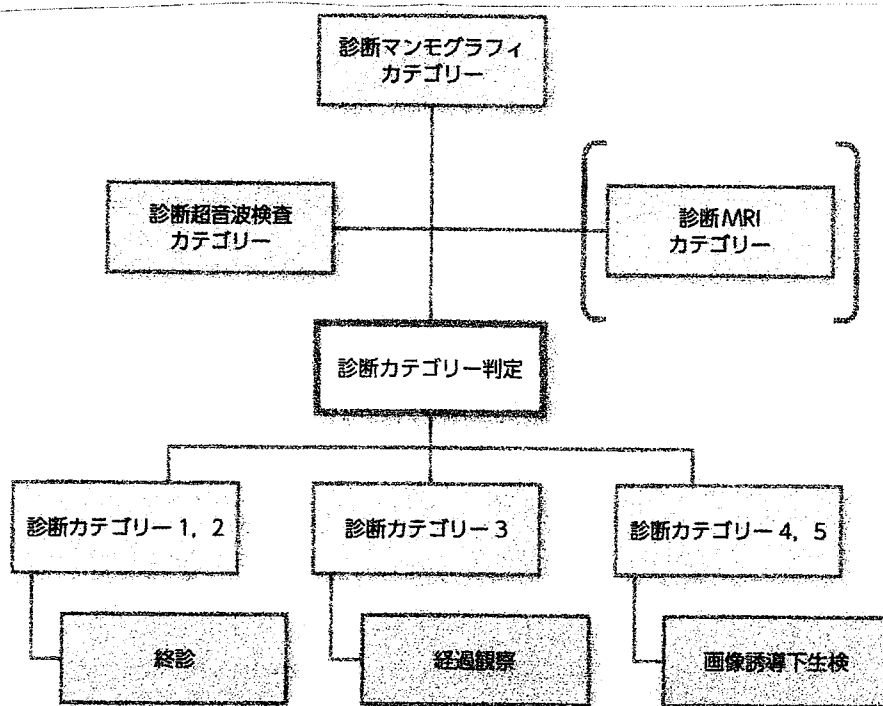 診断マンモグラフィ
カテゴリー
診断超音波検査
カテゴリー
診断MRI
カテゴリー
診断カテゴリー判定
診断カテゴリー1，2
診断カテゴリー3
診断カテゴリー4，5
終診
経過観察
画像誘導下生検